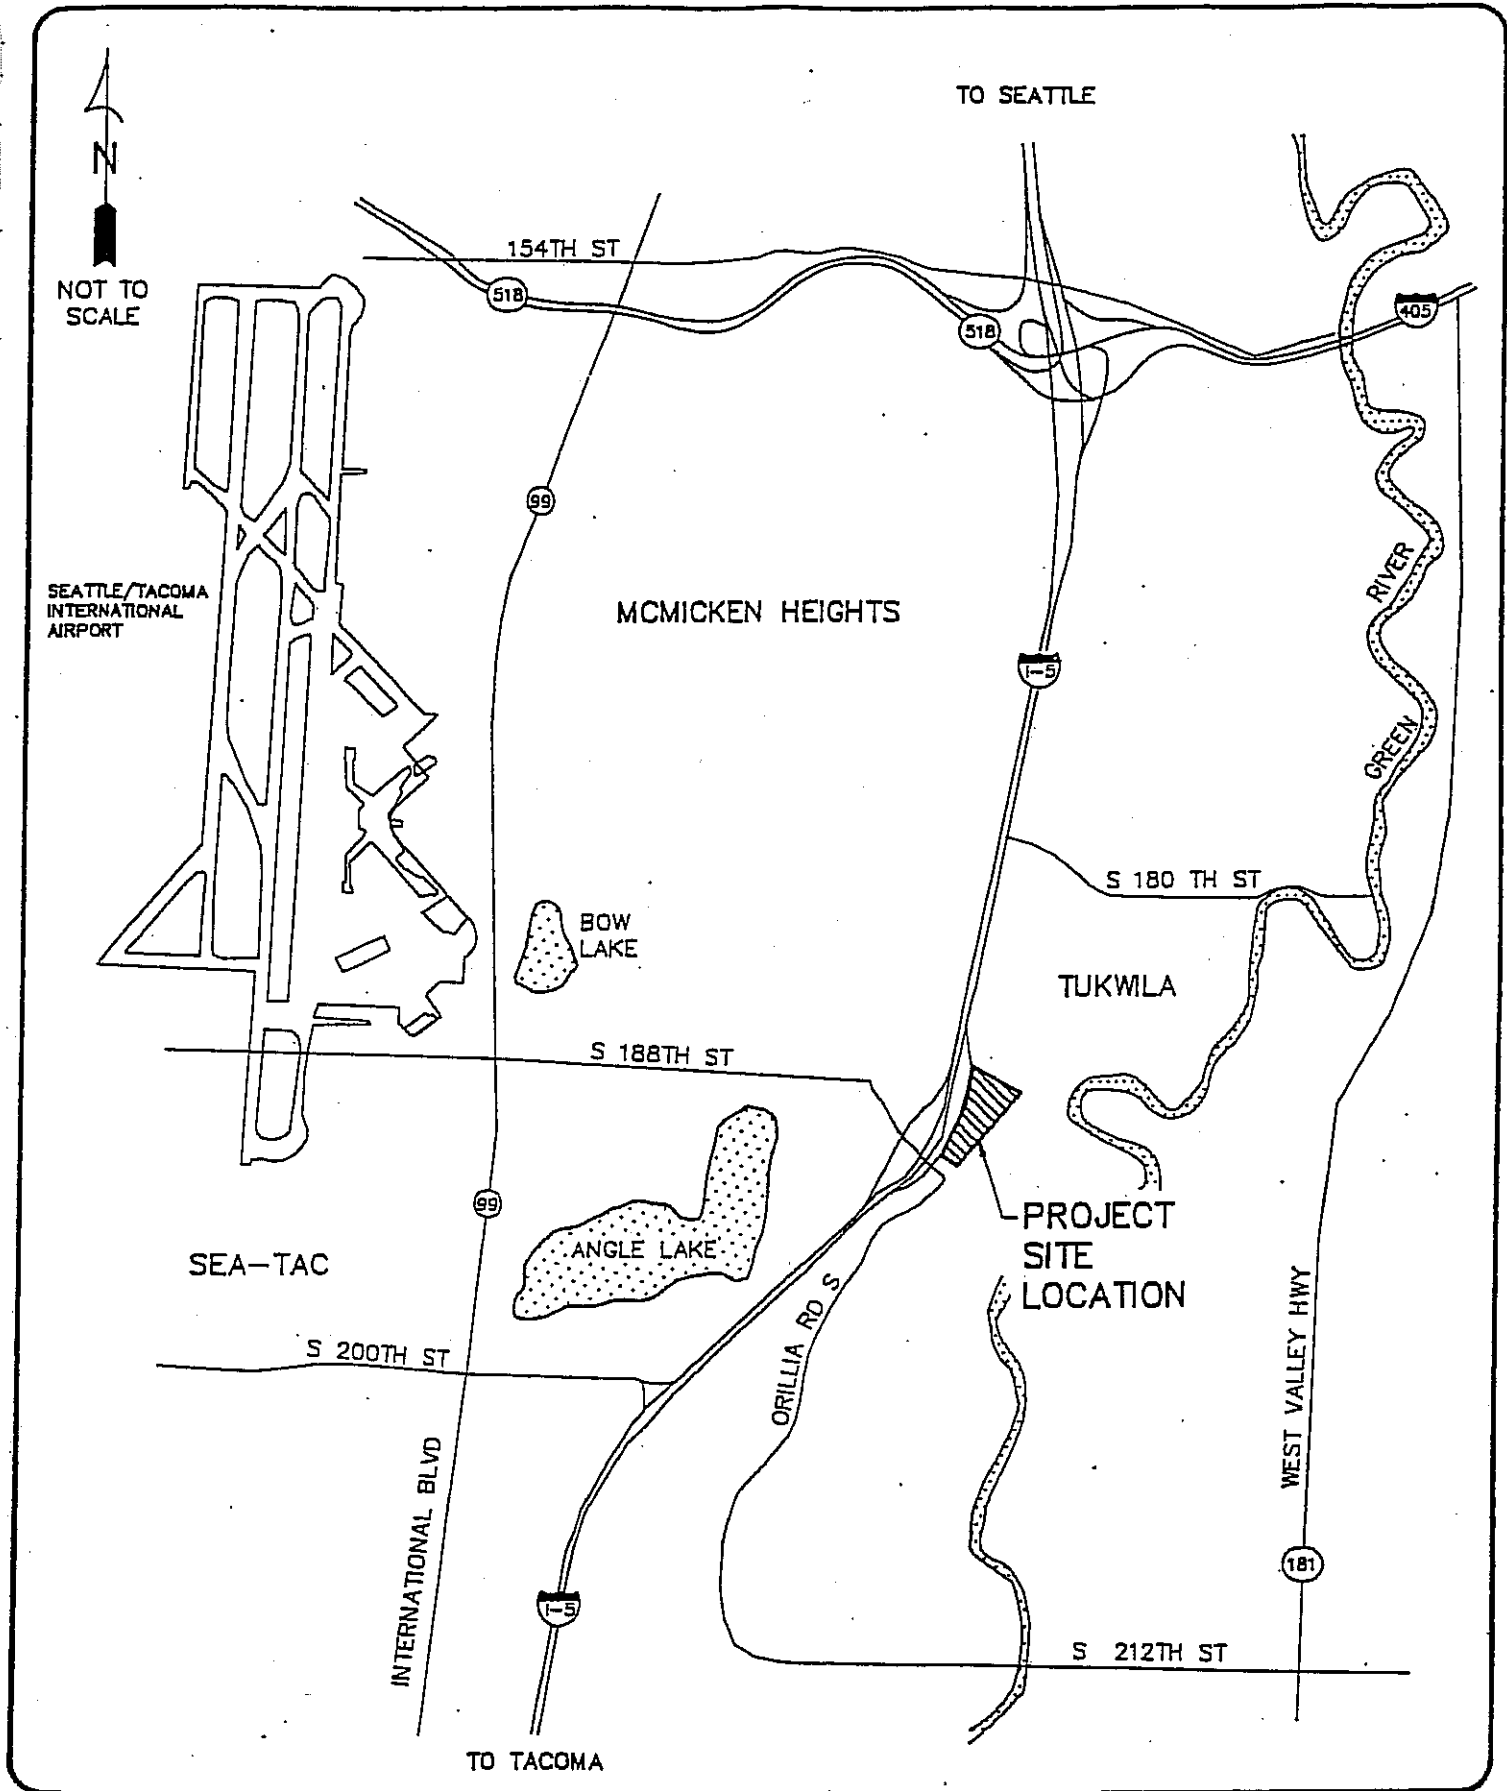 TO SEATTLE
N
NOT TO
SCALE
154TH ST
518
518
405
99
SEATTLE/TACOMA
INTERNATIONAL
AIRPORT
MCMICKEN HEIGHTS
RIVER
I-5
GREEN
S 180 TH ST
BOW
LAKE
TUKWILA
S 188TH ST
99
PROJECT
SITE
LOCATION
ANGLE LAKE
SEA-TAC
ORILLIA RD S
WEST VALLEY HWY
S 200TH ST
INTERNATIONAL BLVD
181
I-5
S 212TH ST
TO TACOMA